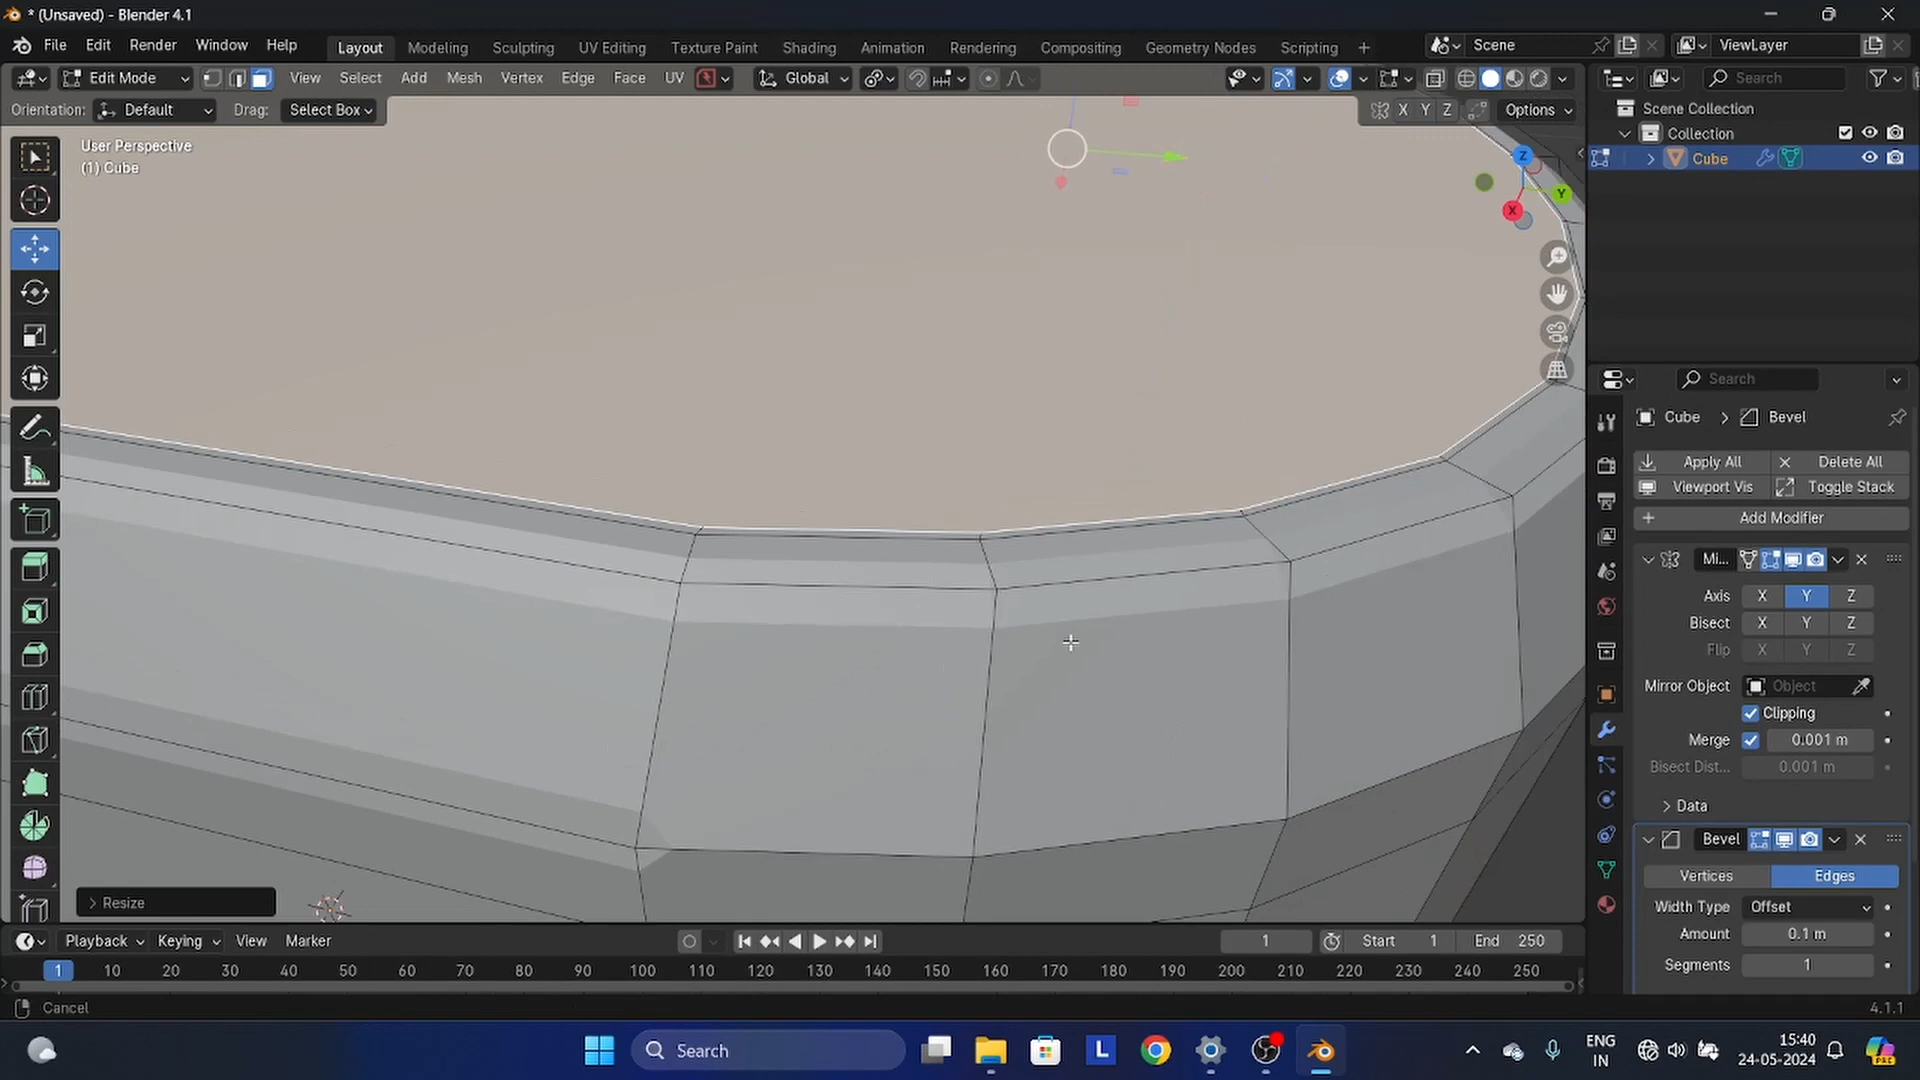 * (Unsaved) - Blender 4.1
File Edit Render Window Help
Layout Modeling Sculpting UV Editing Texture Paint Shading Animation Rendering Compositing Geometry Nodes Scripting +
Scene
ViewLayer
Edit Mode
View Select Add Mesh Vertex Edge Face UV
Global
Search
Orientation: Default Drag: Select Box
X Y Z Options
Scene Collection
Collection
Cube
User Perspective
(1) Cube
Z
Y
X
Search
Cube > Bevel
Apply All Delete All
Viewport Vis Toggle Stack
Add Modifier
Mi...
Axis X Y Z
Bisect X Y Z
Flip X Y Z
Mirror Object Object
Clipping
Merge 0.001 m
Bisect Dist... 0.001 m
Data
Bevel
Vertices Edges
Width Type Offset
Amount 0.1 m
Segments 1
Resize
Playback Keying View Marker
1 Start 1 End 250
1 10 20 30 40 50 60 70 80 90 100 110 120 130 140 150 160 170 180 190 200 210 220 230 240 250
Cancel
4.1.1
Search
L
ENG
IN
15:40
24-05-2024
PRE